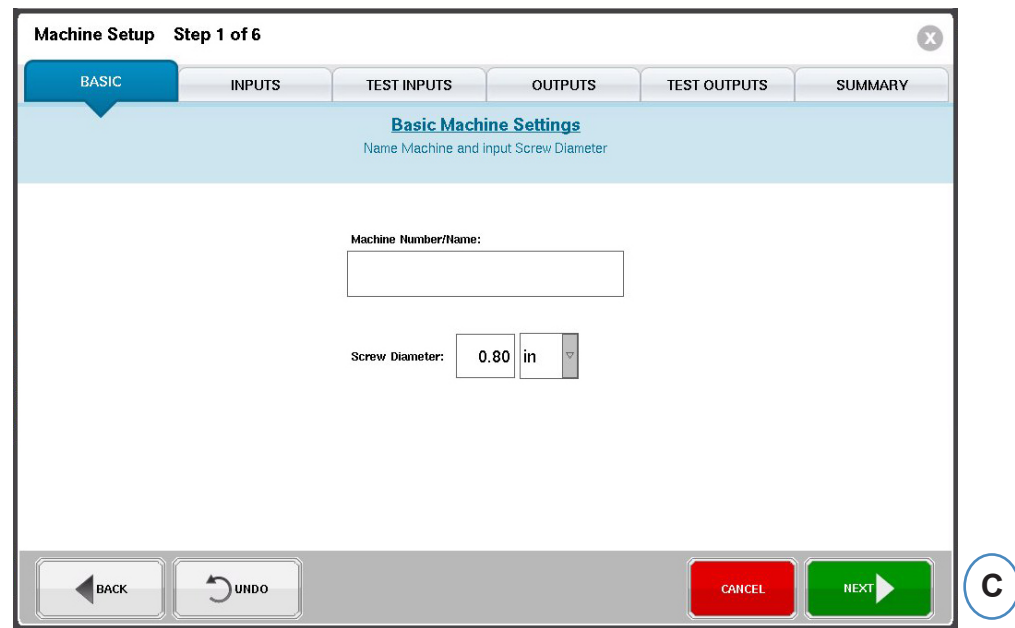 Machine Setup Step 1 of 6
X
BASIC INPUTS TEST INPUTS OUTPUTS TEST OUTPUTS SUMMARY
Basic Machine Settings
Name Machine and input Screw Diameter
Machine Number/Name:
Screw Diameter: 0.80 in
BACK UNDO CANCEL NEXT C